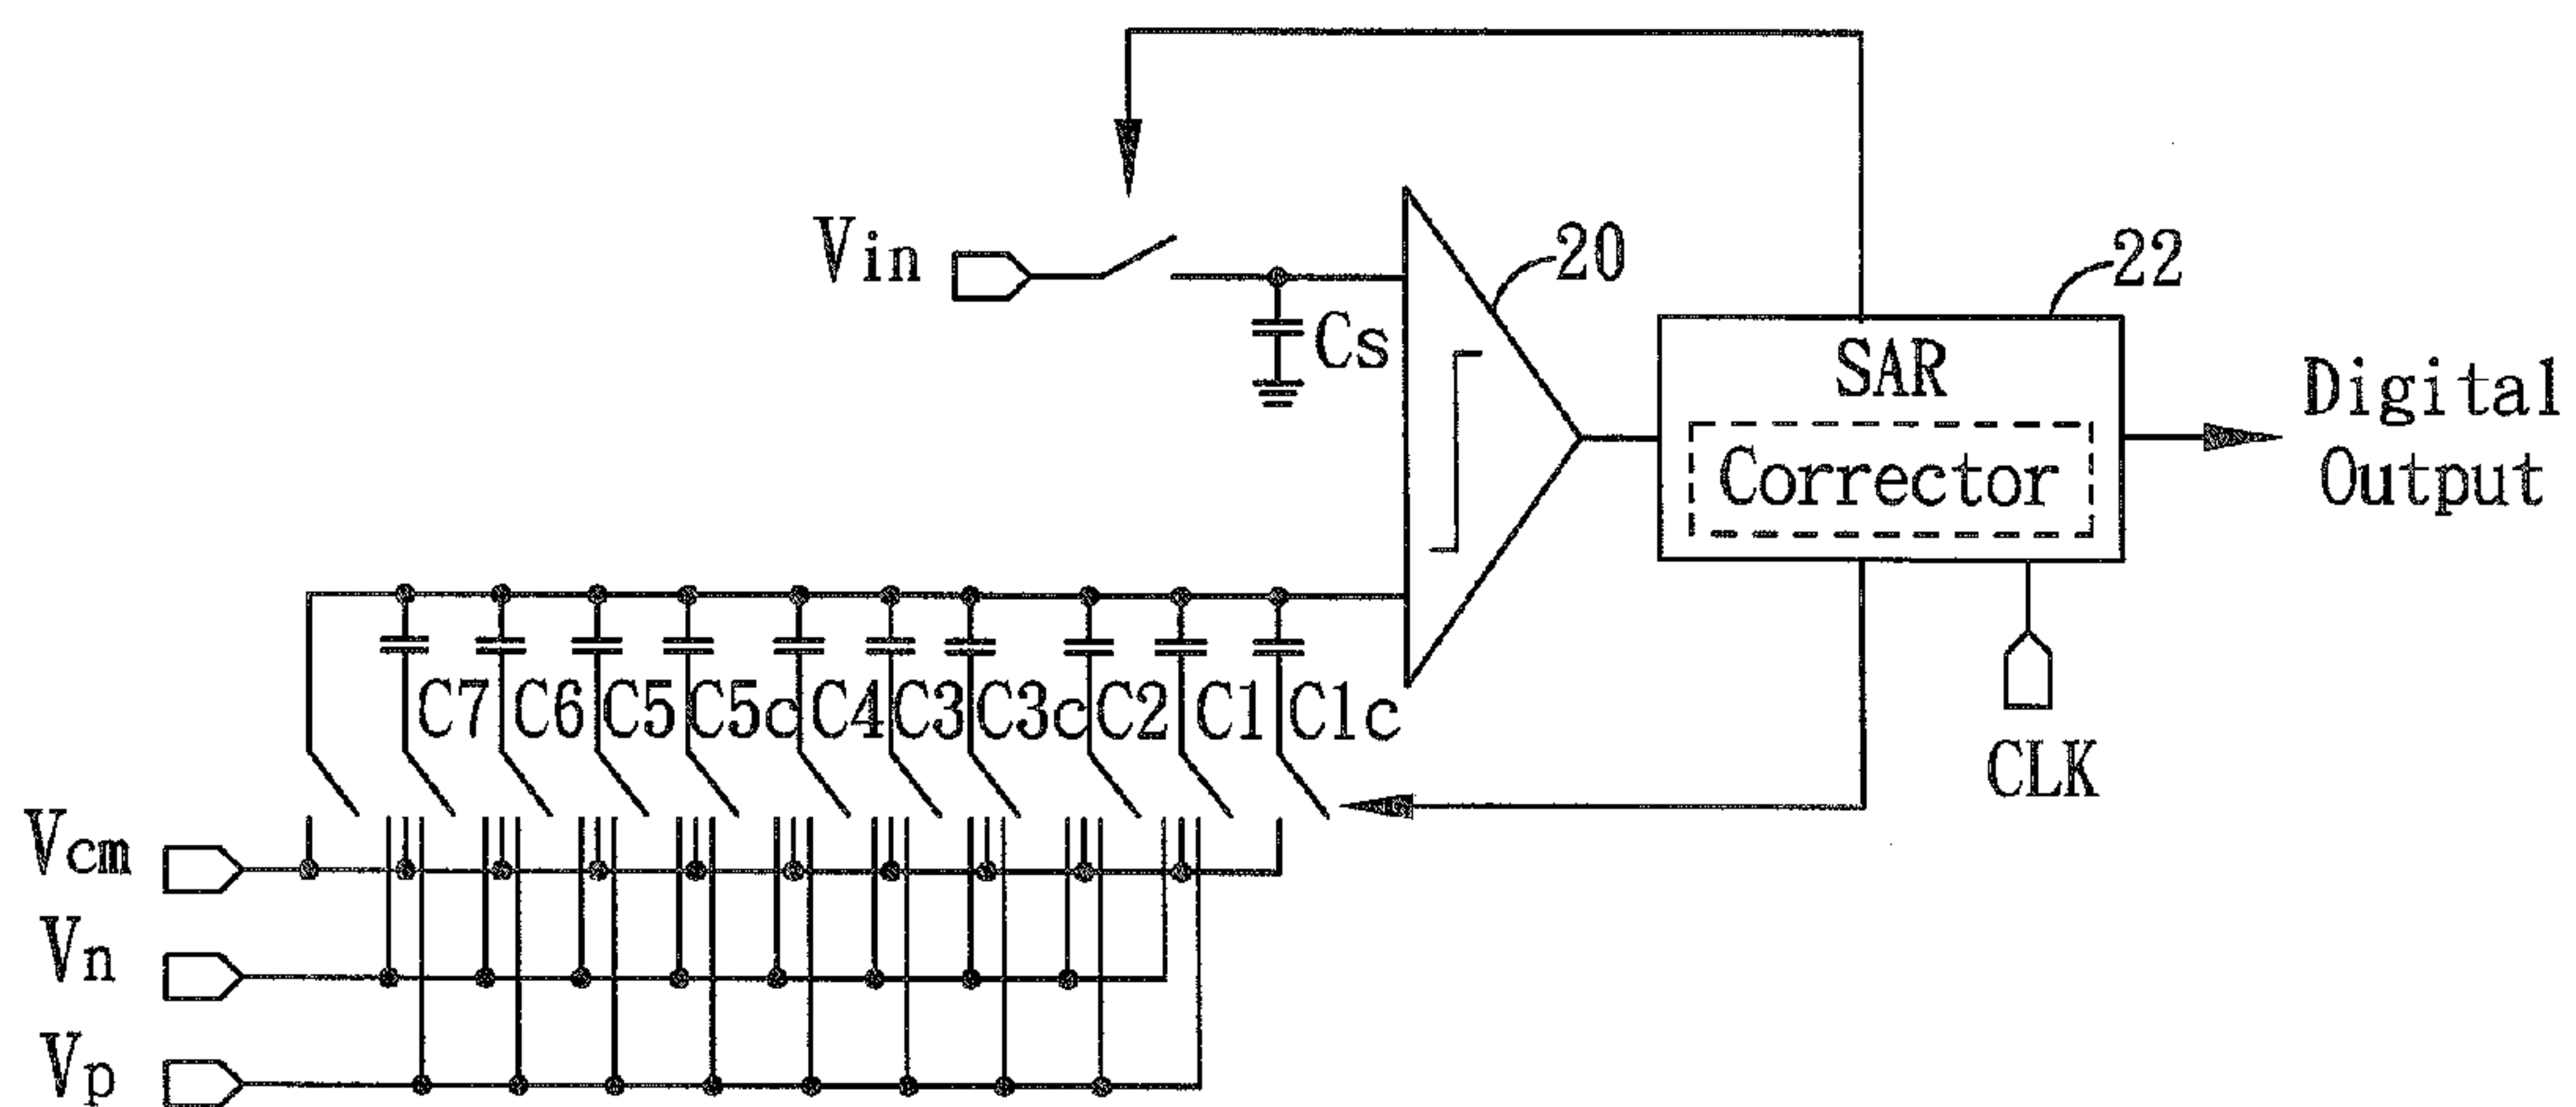 Vin
20
22
Cs
SAR
Corrector
Digital
Output
C7 C6 C5 C5c C4 C3 C3c C2 C1 C1c
CLK
Vcm
Vn
Vp